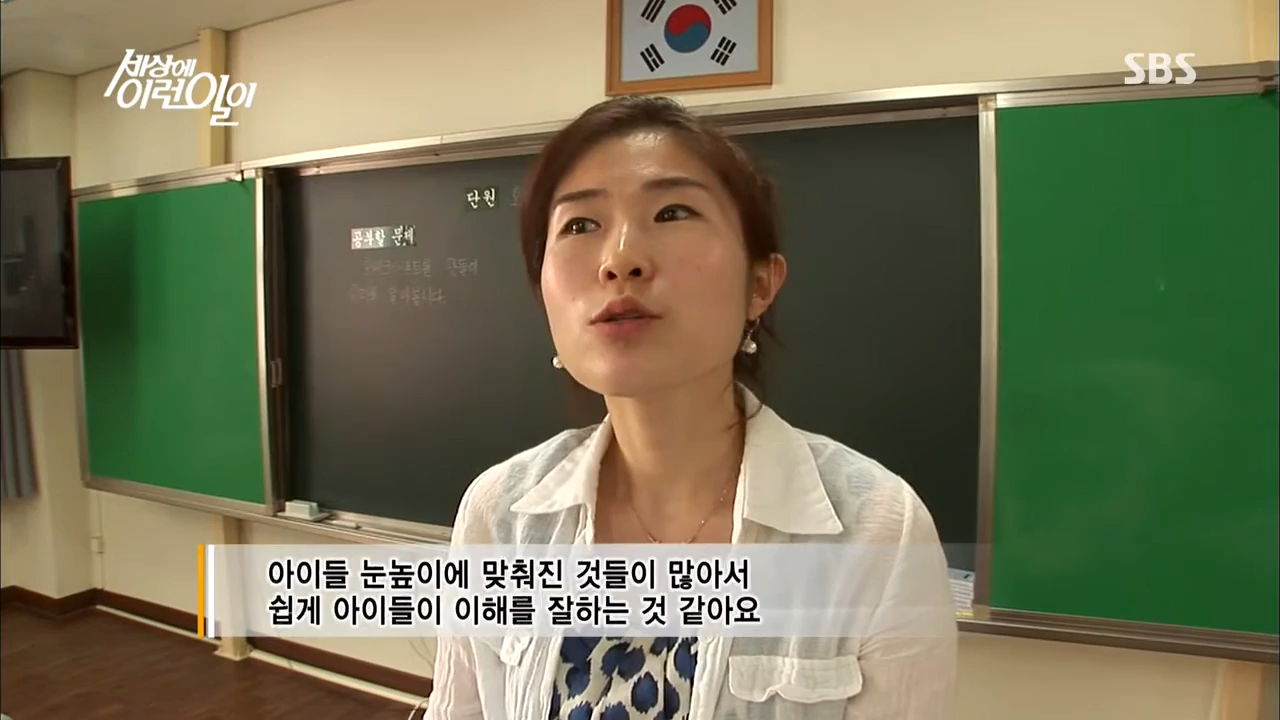 세상에
이런일이
SBS
단원
공부할 문제
아이들 눈높이에 맞춰진 것들이 많아서
쉽게 아이들이 이해를 잘하는 것 같아요